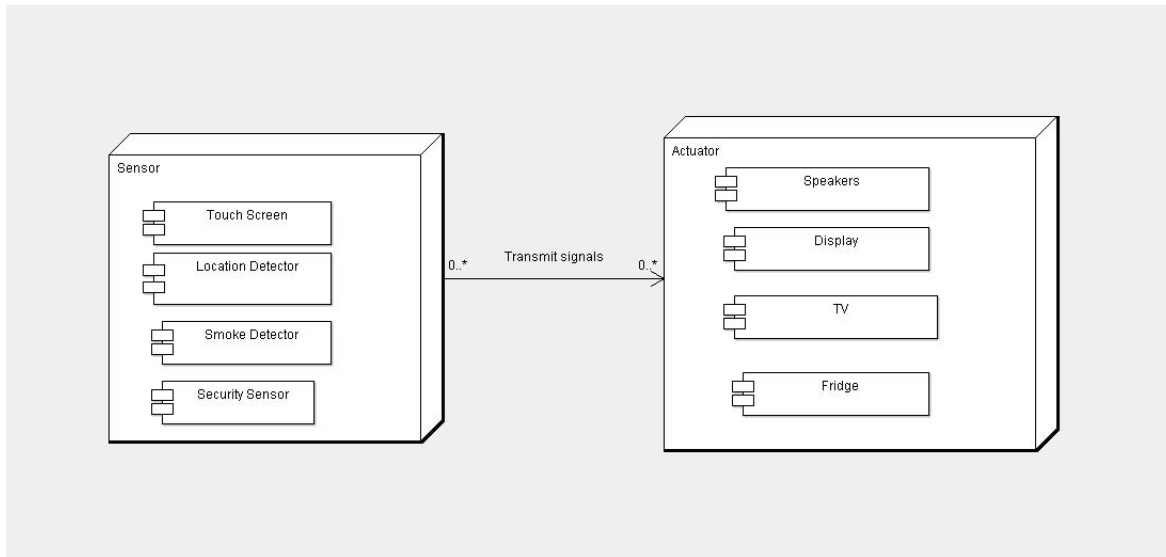 Sensor
Touch Screen
Location Detector
Smoke Detector
Security Sensor
0..*
Transmit signals
0..*
Actuator
Speakers
Display
TV
Fridge